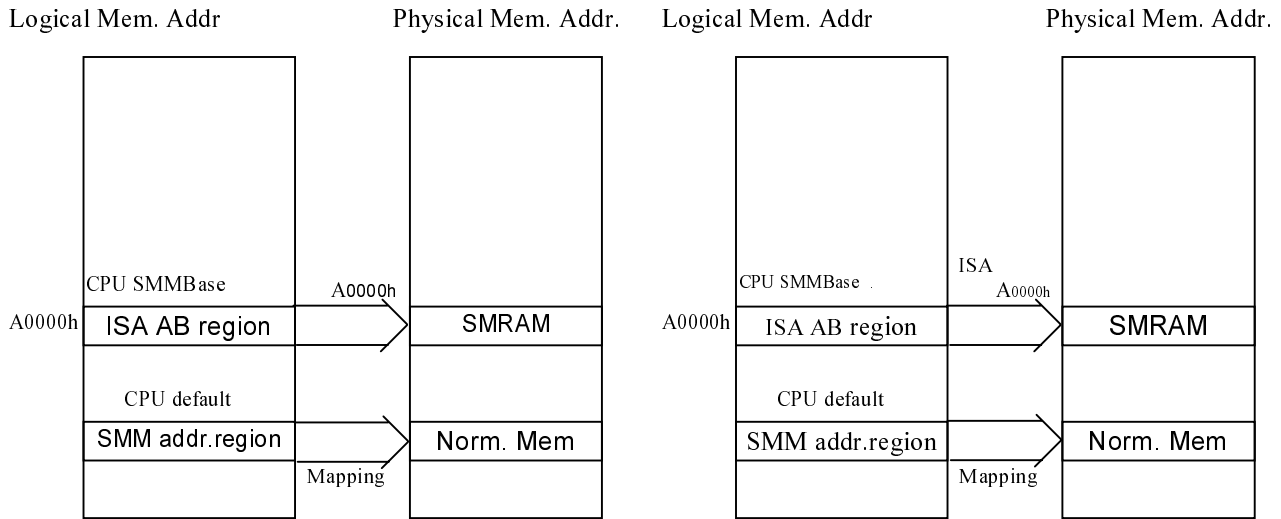 Logical Mem. Addr
Physical Mem. Addr.
CPU SMMBase
A0000h
A0000h
ISA AB region
SMRAM
CPU default
SMM addr.region
Norm. Mem
Mapping
Logical Mem. Addr
Physical Mem. Addr.
ISA
CPU SMMBase .
A0000h
A0000h
ISA AB region
SMRAM
CPU default
SMM addr.region
Norm. Mem
Mapping